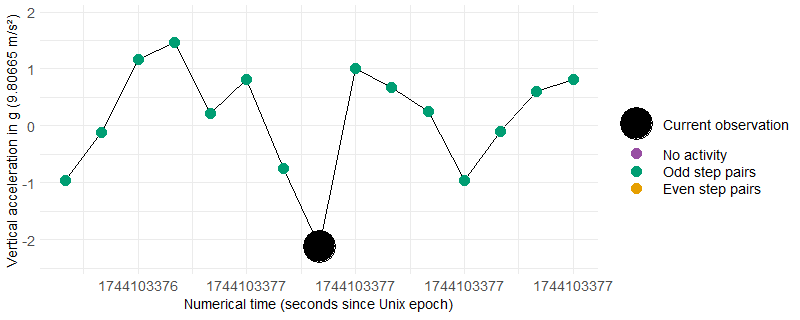 Vertical acceleration in g (9.80665 m/s²)
2
1
0
-1
-2
1744103376 1744103377 1744103377 1744103377 1744103377
Numerical time (seconds since Unix epoch)
Current observation
No activity
Odd step pairs
Even step pairs